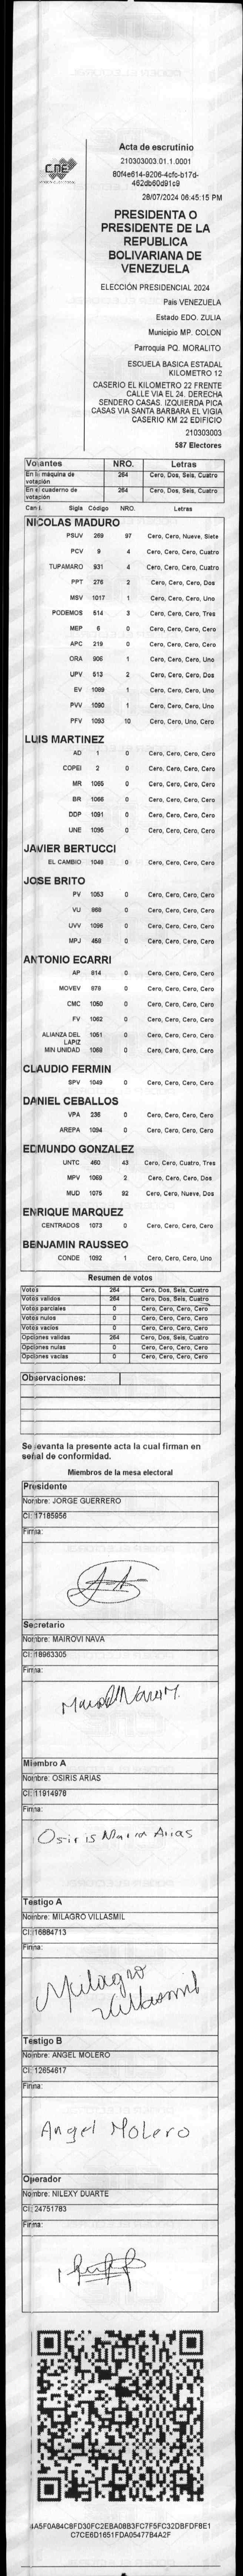 CNE
Acta de escrutinio
210303003.01.1.0001
80f4e614-9206-4cfc-b17d-
462db60d91c9
28/07/2024 06:45:15 PM
PRESIDENTA O
PRESIDENTE DE LA
REPUBLICA
BOLIVARIANA DE
VENEZUELA
ELECCIÓN PRESIDENCIAL 2024
Pais VENEZUELA
Estado EDO. ZULIA
Municipio MP. COLON
Parroquia PQ. MORALITO
ESCUELA BASICA ESTADAL
KILOMETRO 12
CASERIO EL KILOMETRO 22 FRENTE
CALLE VIA EL 24. DERECHA
SENDERO CASAS. IZQUIERDA PICA
CASAS VIA SANTA BARBARA EL VIGIA
CASERIO KM 22 EDIFICIO
210303003
587 Electores
Votantes NRO. Letras
En la máquina de votación 264 Cero, Dos, Seis, Cuatro
En el cuaderno de votación 264 Cero, Dos, Seis, Cuatro
Cand. Sigla Código NRO. Letras
NICOLAS MADURO
PSUV 269 97 Cero, Cero, Nueve, Siete
PCV 9 4 Cero, Cero, Cero, Cuatro
TUPAMARO 931 4 Cero, Cero, Cero, Cuatro
PPT 276 2 Cero, Cero, Cero, Dos
MSV 1017 1 Cero, Cero, Cero, Uno
PODEMOS 514 3 Cero, Cero, Cero, Tres
MEP 6 0 Cero, Cero, Cero, Cero
APC 219 0 Cero, Cero, Cero, Cero
ORA 906 1 Cero, Cero, Cero, Uno
UPV 513 2 Cero, Cero, Cero, Dos
EV 1089 1 Cero, Cero, Cero, Uno
PVV 1090 1 Cero, Cero, Cero, Uno
PFV 1093 10 Cero, Cero, Uno, Cero
LUIS MARTINEZ
AD 1 0 Cero, Cero, Cero, Cero
COPEI 2 0 Cero, Cero, Cero, Cero
MR 1065 0 Cero, Cero, Cero, Cero
BR 1066 0 Cero, Cero, Cero, Cero
DDP 1091 0 Cero, Cero, Cero, Cero
UNE 1095 0 Cero, Cero, Cero, Cero
JAVIER BERTUCCI
EL CAMBIO 1048 0 Cero, Cero, Cero, Cero
JOSE BRITO
PV 1053 0 Cero, Cero, Cero, Cero
VU 868 0 Cero, Cero, Cero, Cero
UVV 1096 0 Cero, Cero, Cero, Cero
MPJ 458 0 Cero, Cero, Cero, Cero
ANTONIO ECARRI
AP 814 0 Cero, Cero, Cero, Cero
MOVEV 978 0 Cero, Cero, Cero, Cero
CMC 1050 0 Cero, Cero, Cero, Cero
FV 1052 0 Cero, Cero, Cero, Cero
ALIANZA DEL LAPIZ 1051 0 Cero, Cero, Cero, Cero
MIN UNIDAD 1068 0 Cero, Cero, Cero, Cero
CLAUDIO FERMIN
SPV 1049 0 Cero, Cero, Cero, Cero
DANIEL CEBALLOS
VPA 236 0 Cero, Cero, Cero, Cero
AREPA 1094 0 Cero, Cero, Cero, Cero
EDMUNDO GONZALEZ
UNTC 460 43 Cero, Cero, Cuatro, Tres
MPV 1069 2 Cero, Cero, Cero, Dos
MUD 1075 92 Cero, Cero, Nueve, Dos
ENRIQUE MARQUEZ
CENTRADOS 1073 0 Cero, Cero, Cero, Cero
BENJAMIN RAUSSEO
CONDE 1092 1 Cero, Cero, Cero, Uno
Resumen de votos
Votos 264 Cero, Dos, Seis, Cuatro
Votos validos 264 Cero, Dos, Seis, Cuatro
Votos parciales 0 Cero, Cero, Cero, Cero
Votos nulos 0 Cero, Cero, Cero, Cero
Votos vacios 0 Cero, Cero, Cero, Cero
Opciones validas 264 Cero, Dos, Seis, Cuatro
Opciones nulas 0 Cero, Cero, Cero, Cero
Opciones vacias 0 Cero, Cero, Cero, Cero
Observaciones:
Se levanta la presente acta la cual firman en
señal de conformidad.
Miembros de la mesa electoral
Presidente
Nombre: JORGE GUERRERO
CI: 17185956
Firma:
Secretario
Nombre: MAIROVI NAVA
CI: 18963305
Firma:
Miembro A
Nombre: OSIRIS ARIAS
CI: 11914978
Firma:
Osiris Maria Arias
Testigo A
Nombre: MILAGRO VILLASMIL
CI: 16884713
Firma:
Milagro
Villasmil
Testigo B
Nombre: ANGEL MOLERO
CI: 12654617
Firma:
Angel Molero
Operador
Nombre: NILEXY DUARTE
CI: 24751783
Firma:
4A5F0A84C8FD30FC2EBA08B3FC7F5FC32DBFDF8E1
C7CE6D1651FDA05477B4A2F